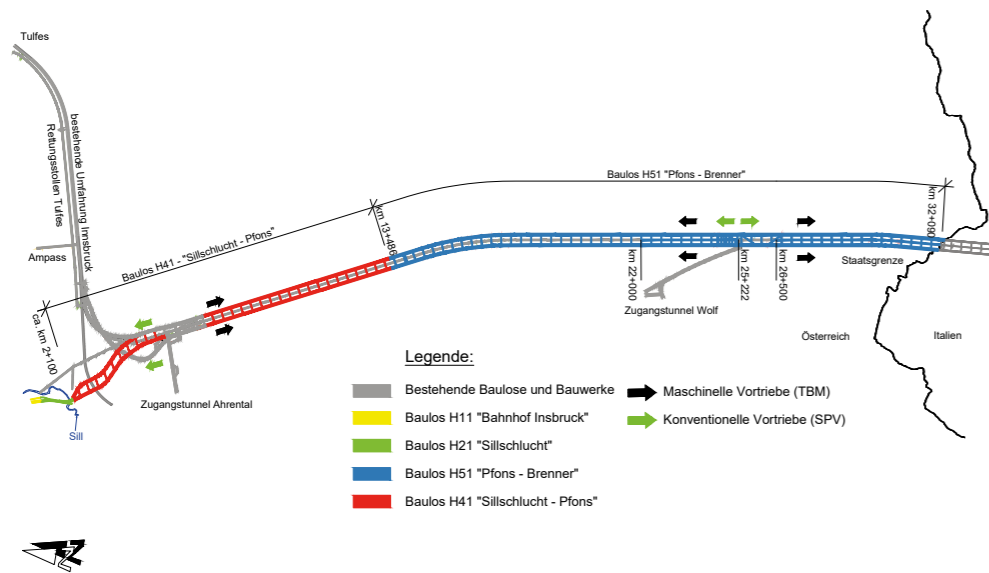 Tulfes
bestehende Umfahrung Innsbruck
Rettungsstollen Tulfes
Ampass
Baulos H41 - "Sillschlucht - Pfons"
ca. km 2+100
km 13+486
Baulos H51 "Pfons - Brenner"
km 32+090
Staatsgrenze
km 22+000
km 25+222
km 26+500
Zugangstunnel Wolf
Österreich
Italien
Zugangstunnel Ahrental
Sill
Legende:
Bestehende Baulose und Bauwerke
Baulos H11 "Bahnhof Insbruck"
Baulos H21 "Sillschlucht"
Baulos H51 "Pfons - Brenner"
Baulos H41 "Sillschlucht - Pfons"
Maschinelle Vortriebe (TBM)
Konventionelle Vortriebe (SPV)
N